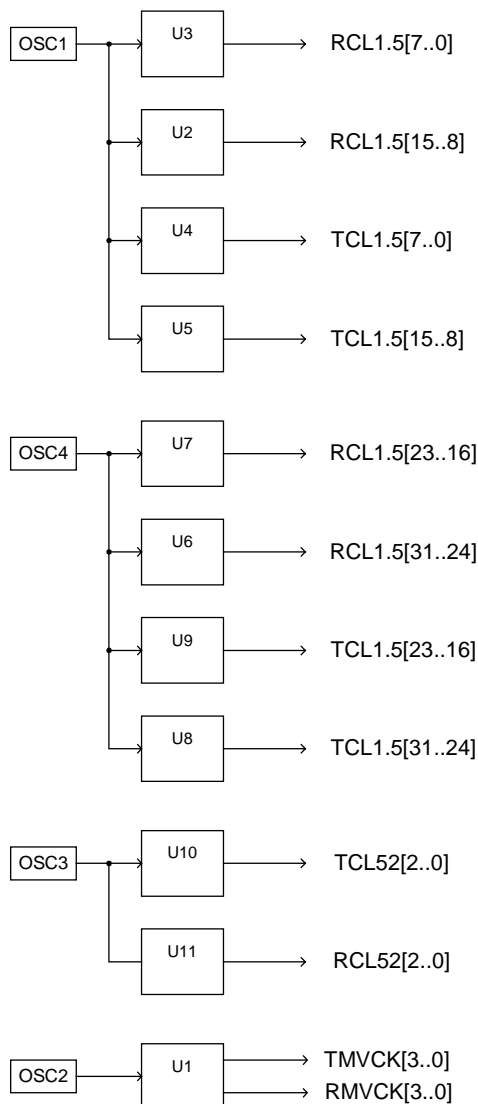 OSC1 U3 RCL1.5[7..0]
U2 RCL1.5[15..8]
U4 TCL1.5[7..0]
U5 TCL1.5[15..8]
OSC4 U7 RCL1.5[23..16]
U6 RCL1.5[31..24]
U9 TCL1.5[23..16]
U8 TCL1.5[31..24]
OSC3 U10 TCL52[2..0]
U11 RCL52[2..0]
OSC2 U1 TMVCK[3..0]
RMVCK[3..0]